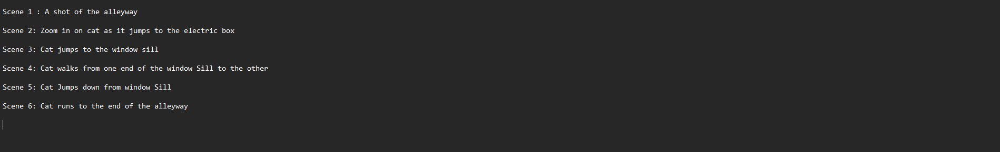 Scene 1 : A shot of the alleyway
Scene 2: Zoom in on cat as it jumps to the electric box
Scene 3: Cat jumps to the window sill
Scene 4: Cat walks from one end of the window Sill to the other
Scene 5: Cat Jumps down from window Sill
Scene 6: Cat runs to the end of the alleyway